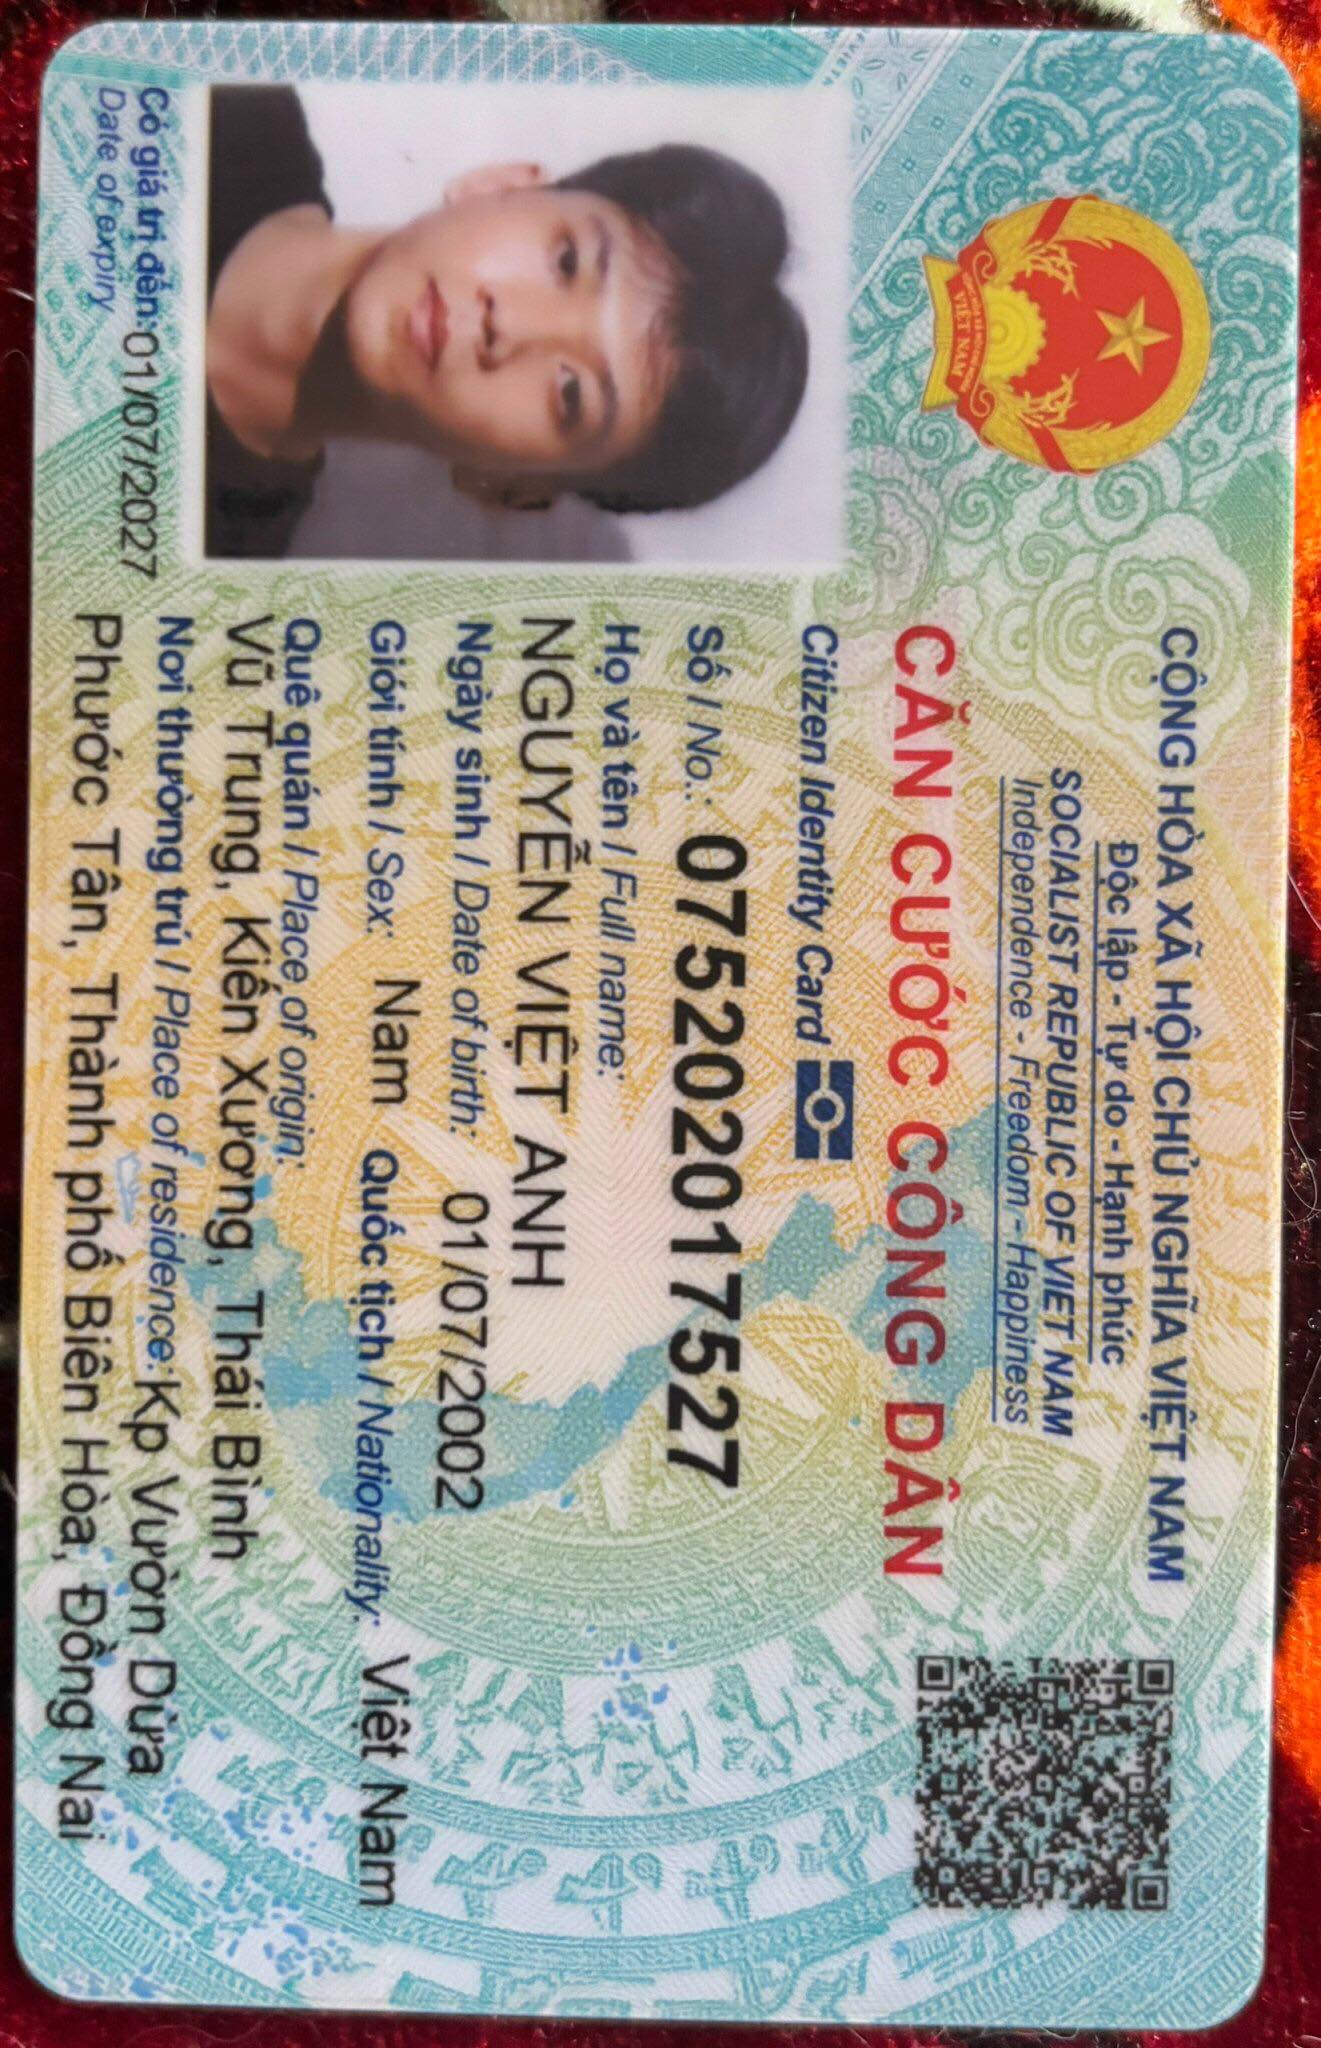 CỘNG HÒA XÃ HỘI CHỦ NGHĨA VIỆT NAM
Độc lập - Tự do - Hạnh phúc
SOCIALIST REPUBLIC OF VIET NAM
Independence - Freedom - Happiness
CĂN CƯỚC CÔNG DÂN
Citizen Identity Card
Số / No.: 075202017527
Họ và tên / Full name:
NGUYỄN VIỆT ANH
Ngày sinh / Date of birth: 01/07/2002
Giới tính / Sex: Nam Quốc tịch / Nationality: Việt Nam
Quê quán / Place of origin:
Vũ Trung, Kiến Xương, Thái Bình
Nơi thường trú / Place of residence: Kp Vườn Dừa
Phước Tân, Thành phố Biên Hòa, Đồng Nai
Có giá trị đến: 01/07/2027
Date of expiry
VIỆT NAM